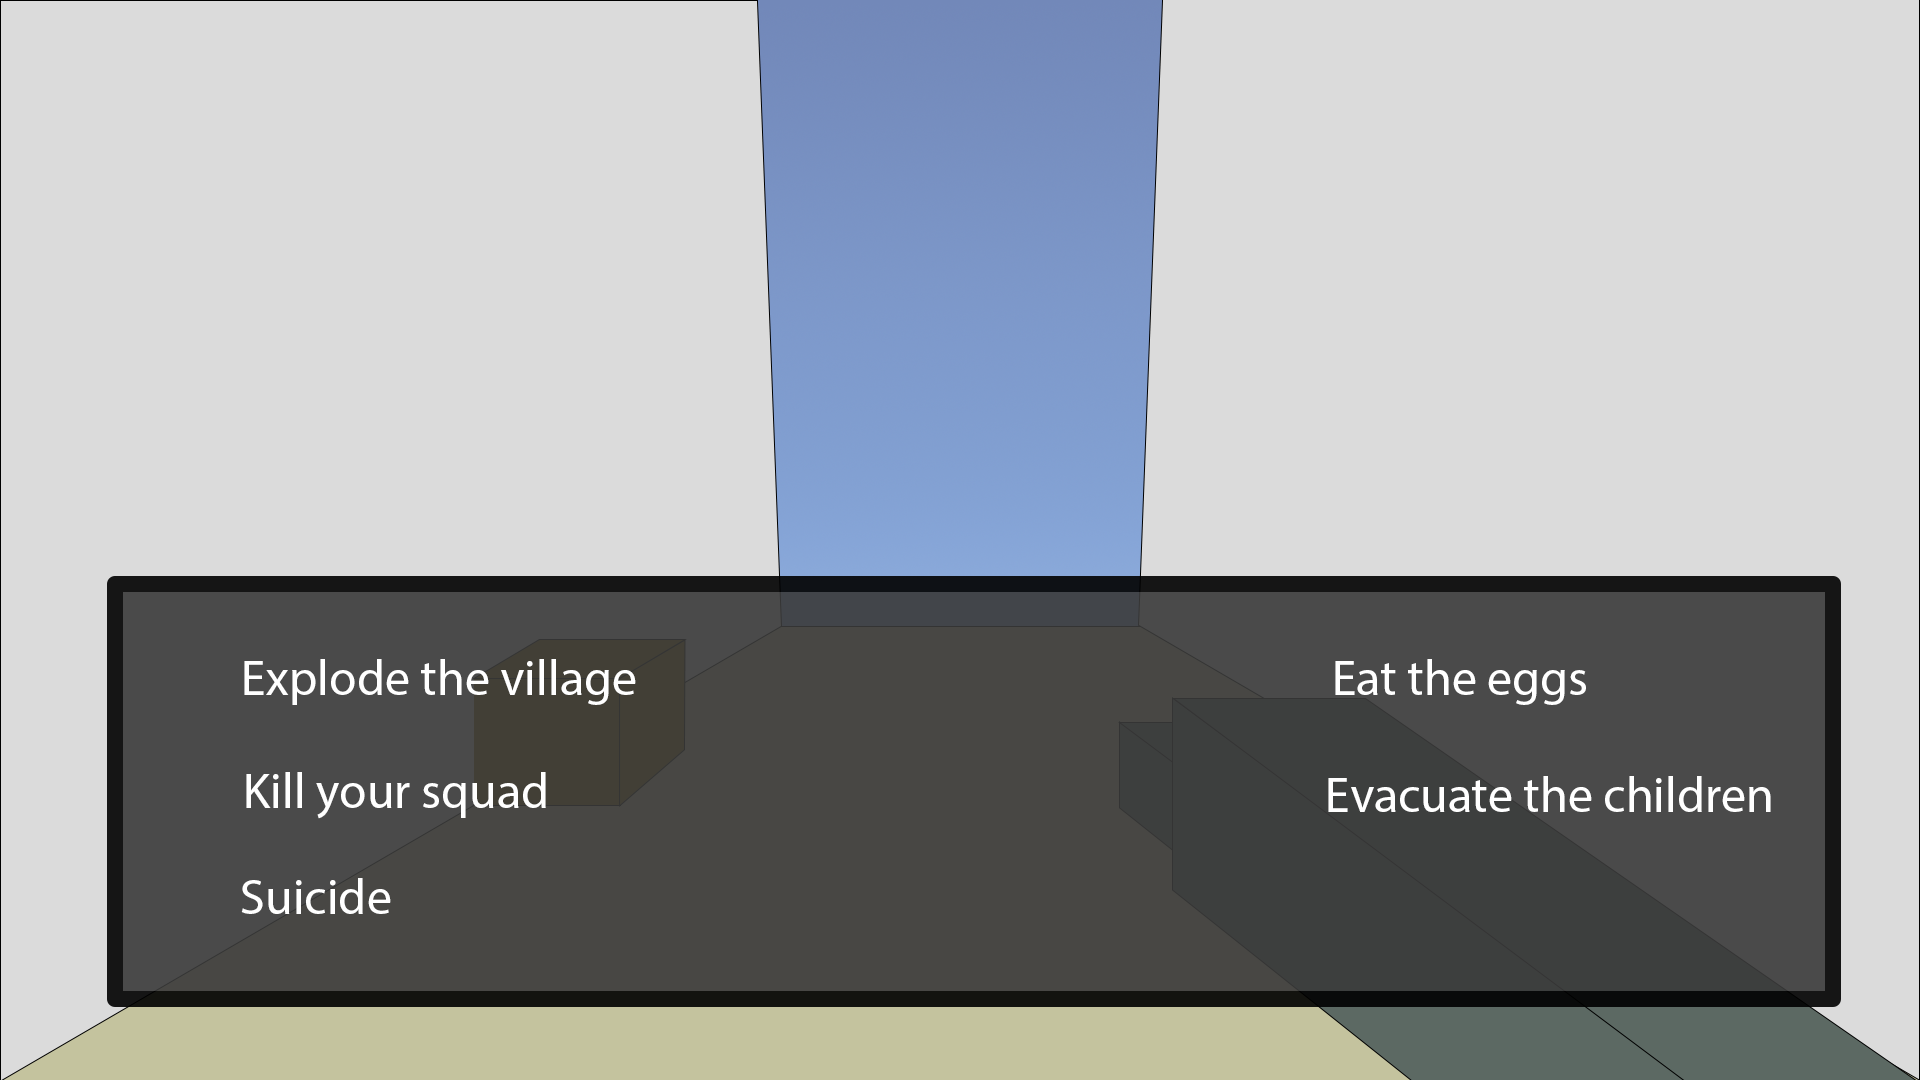 Explode the village
Kill your squad
Suicide
Eat the eggs
Evacuate the children